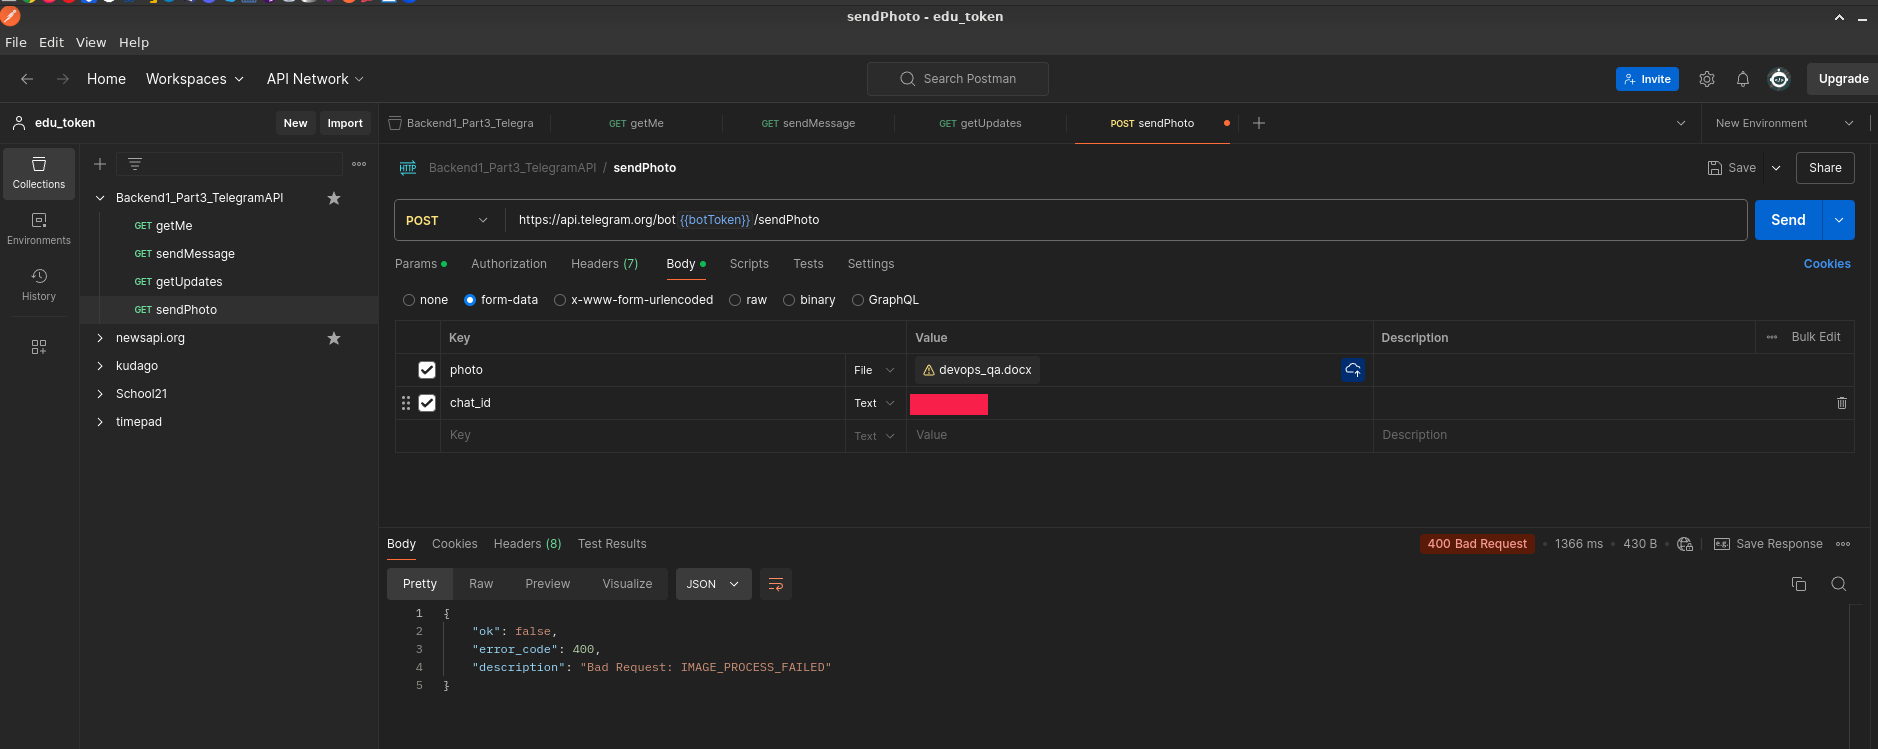 sendPhoto - edu_token
File Edit View Help
Home Workspaces API Network Search Postman Invite Upgrade
edu_token New Import Backend1_Part3_Telegra GET getMe GET sendMessage GET getUpdates POST sendPhoto New Environment
Collections
Environments
History
Backend1_Part3_TelegramAPI
GET getMe
GET sendMessage
GET getUpdates
GET sendPhoto
newsapi.org
kudago
School21
timepad
HTTP Backend1_Part3_TelegramAPI / sendPhoto Save Share
POST https://api.telegram.org/bot {{botToken}} /sendPhoto Send
Params Authorization Headers (7) Body Scripts Tests Settings Cookies
none form-data x-www-form-urlencoded raw binary GraphQL
Key Value Description Bulk Edit
photo File devops_qa.docx
chat_id Text
Key Text Value Description
Body Cookies Headers (8) Test Results 400 Bad Request 1366 ms 430 B e.g. Save Response
Pretty Raw Preview Visualize JSON
1 {
2 "ok": false,
3 "error_code": 400,
4 "description": "Bad Request: IMAGE_PROCESS_FAILED"
5 }